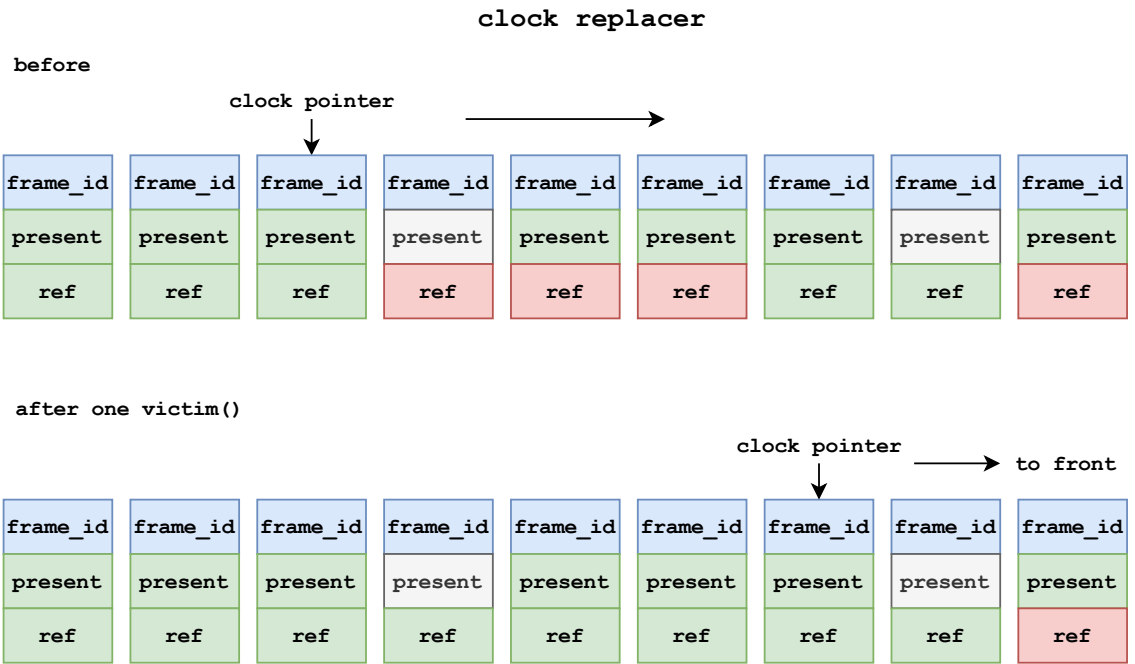 clock replacer
before
clock pointer
frame_id frame_id frame_id frame_id frame_id frame_id frame_id frame_id frame_id
present present present present present present present present present
ref ref ref ref ref ref ref ref ref
after one victim()
clock pointer
to front
frame_id frame_id frame_id frame_id frame_id frame_id frame_id frame_id frame_id
present present present present present present present present present
ref ref ref ref ref ref ref ref ref